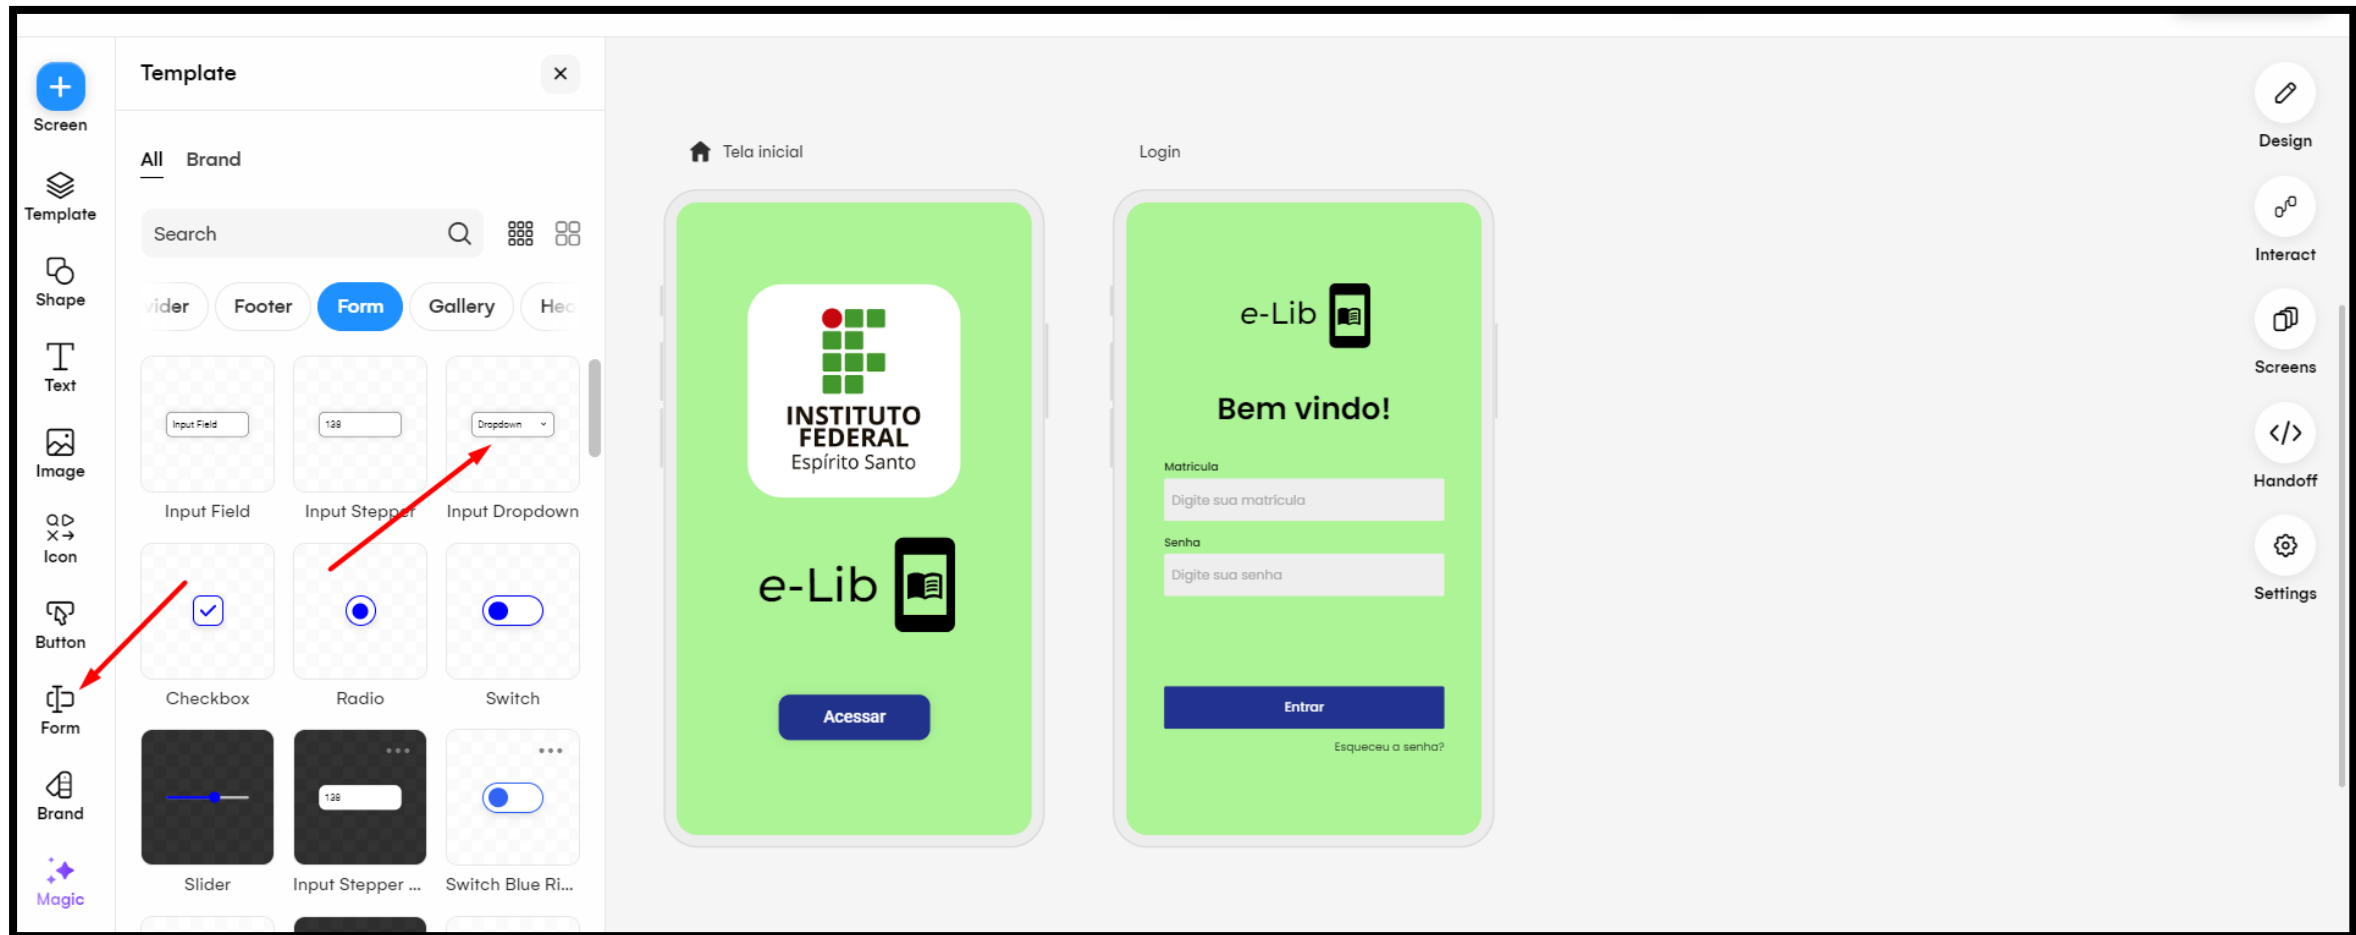 Screen
Template
Shape
Text
Image
Icon
Button
Form
Brand
Magic
Template
All Brand
Search
vider Footer Form Gallery Hea
Input Field
138
Dropdown
Input Field Input Stepper Input Dropdown
Checkbox Radio Switch
138
Slider Input Stepper ... Switch Blue Ri...
Tela inicial
INSTITUTO
FEDERAL
Espírito Santo
e-Lib
Acessar
Login
e-Lib
Bem vindo!
Matricula
Digite sua matrícula
Senha
Digite sua senha
Entrar
Esqueceu a senha?
Design
Interact
Screens
Handoff
Settings